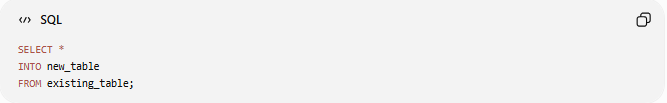 </> SQL
SELECT *
INTO new_table
FROM existing_table;